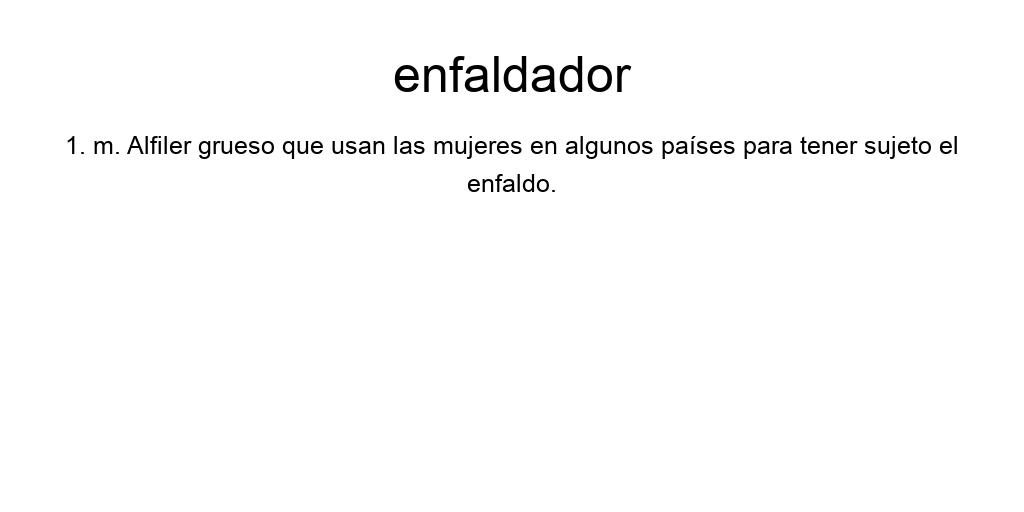 enfaldador
1. m. Alfiler grueso que usan las mujeres en algunos países para tener sujeto el
enfaldo.